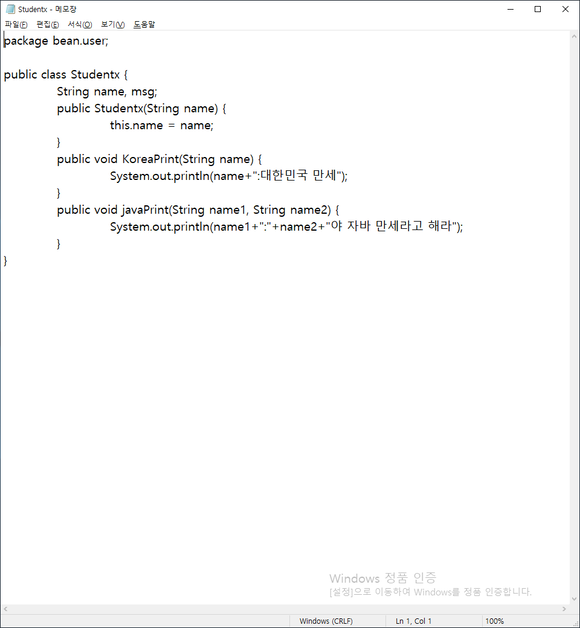 Studentx - 메모장
파일(F) 편집(E) 서식(O) 보기(V) 도움말
package bean.user;
public class Studentx {
String name, msg;
public Studentx(String name) {
this.name = name;
}
public void KoreaPrint(String name) {
System.out.println(name+":대한민국 만세");
}
public void javaPrint(String name1, String name2) {
System.out.println(name1+":"+name2+"야 자바 만세라고 해라");
}
}
Windows 정품 인증
[설정]으로 이동하여 Windows를 정품 인증합니다.
Windows (CRLF) Ln 1, Col 1 100%